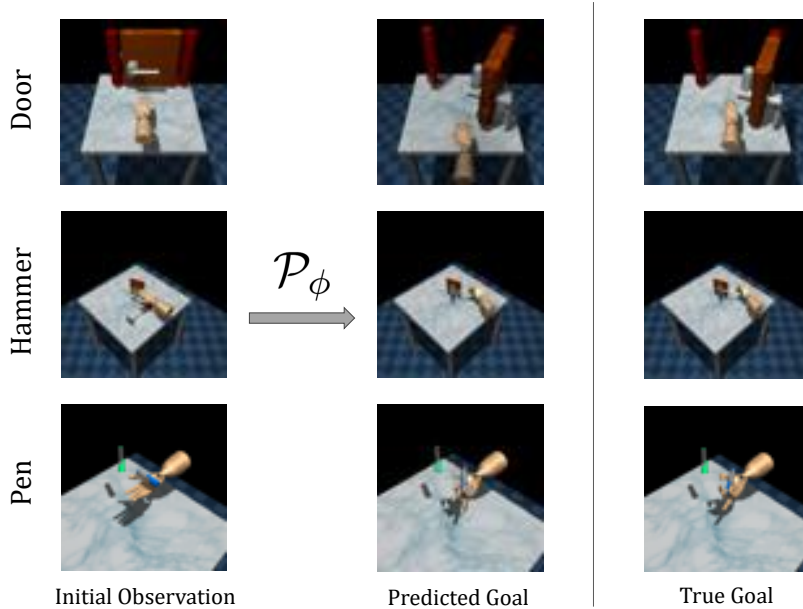 Door
Hammer
Pen
𝒫_ϕ
Initial Observation
Predicted Goal
True Goal